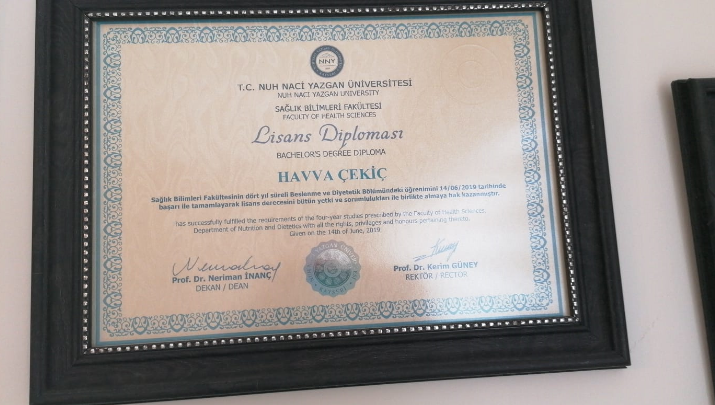 NNY
T.C. NUH NACİ YAZGAN ÜNİVERSİTESİ
NUH NACI YAZGAN UNIVERSITY
SAĞLIK BİLİMLERİ FAKÜLTESİ
FACULTY OF HEALTH SCIENCES
Lisans Diploması
BACHELOR'S DEGREE DIPLOMA
HAVVA ÇEKİÇ
Sağlık Bilimleri Fakültesinin dört yıl süreli Beslenme ve Diyetetik Bölümündeki öğrenimini 14/06/2019 tarihinde
başarı ile tamamlayarak lisans derecesini bütün yetki ve sorumlulukları ile birlikte almaya hak kazanmıştır.
has successfully fulfilled the requirements of the four-year studies prescribed by the Faculty of Health Sciences,
Department of Nutrition and Dietetics with all the rights, privileges and honours pertaining thereto.
Given on the 14th of June, 2019
Prof. Dr. Neriman İNANÇ
DEKAN / DEAN
Prof. Dr. Kerim GÜNEY
REKTÖR / RECTOR